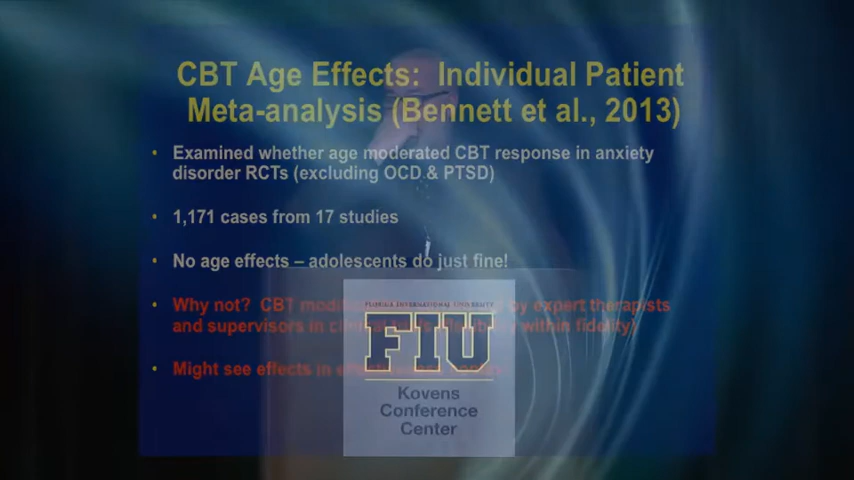 CBT Age Effects: Individual Patient
Meta-analysis (Bennett et al., 2013)
• Examined whether age moderated CBT response in anxiety
disorder RCTs (excluding OCD & PTSD)
• 1,171 cases from 17 studies
• No age effects – adolescents do just fine!
• Why not? CBT by expert therapists
and supervisors in within fidelity)
• Might see effects in
FLORIDA INTERNATIONAL UNIVERSITY
FIU
Kovens
Conference
Center